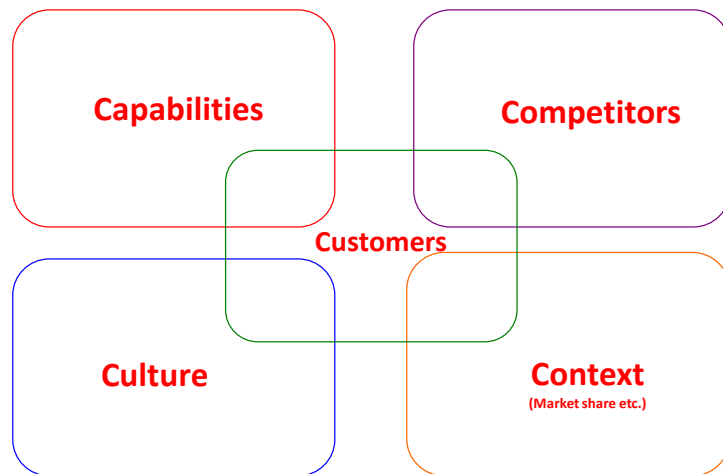 Capabilities
Competitors
Customers
Culture
Context
(Market share etc.)